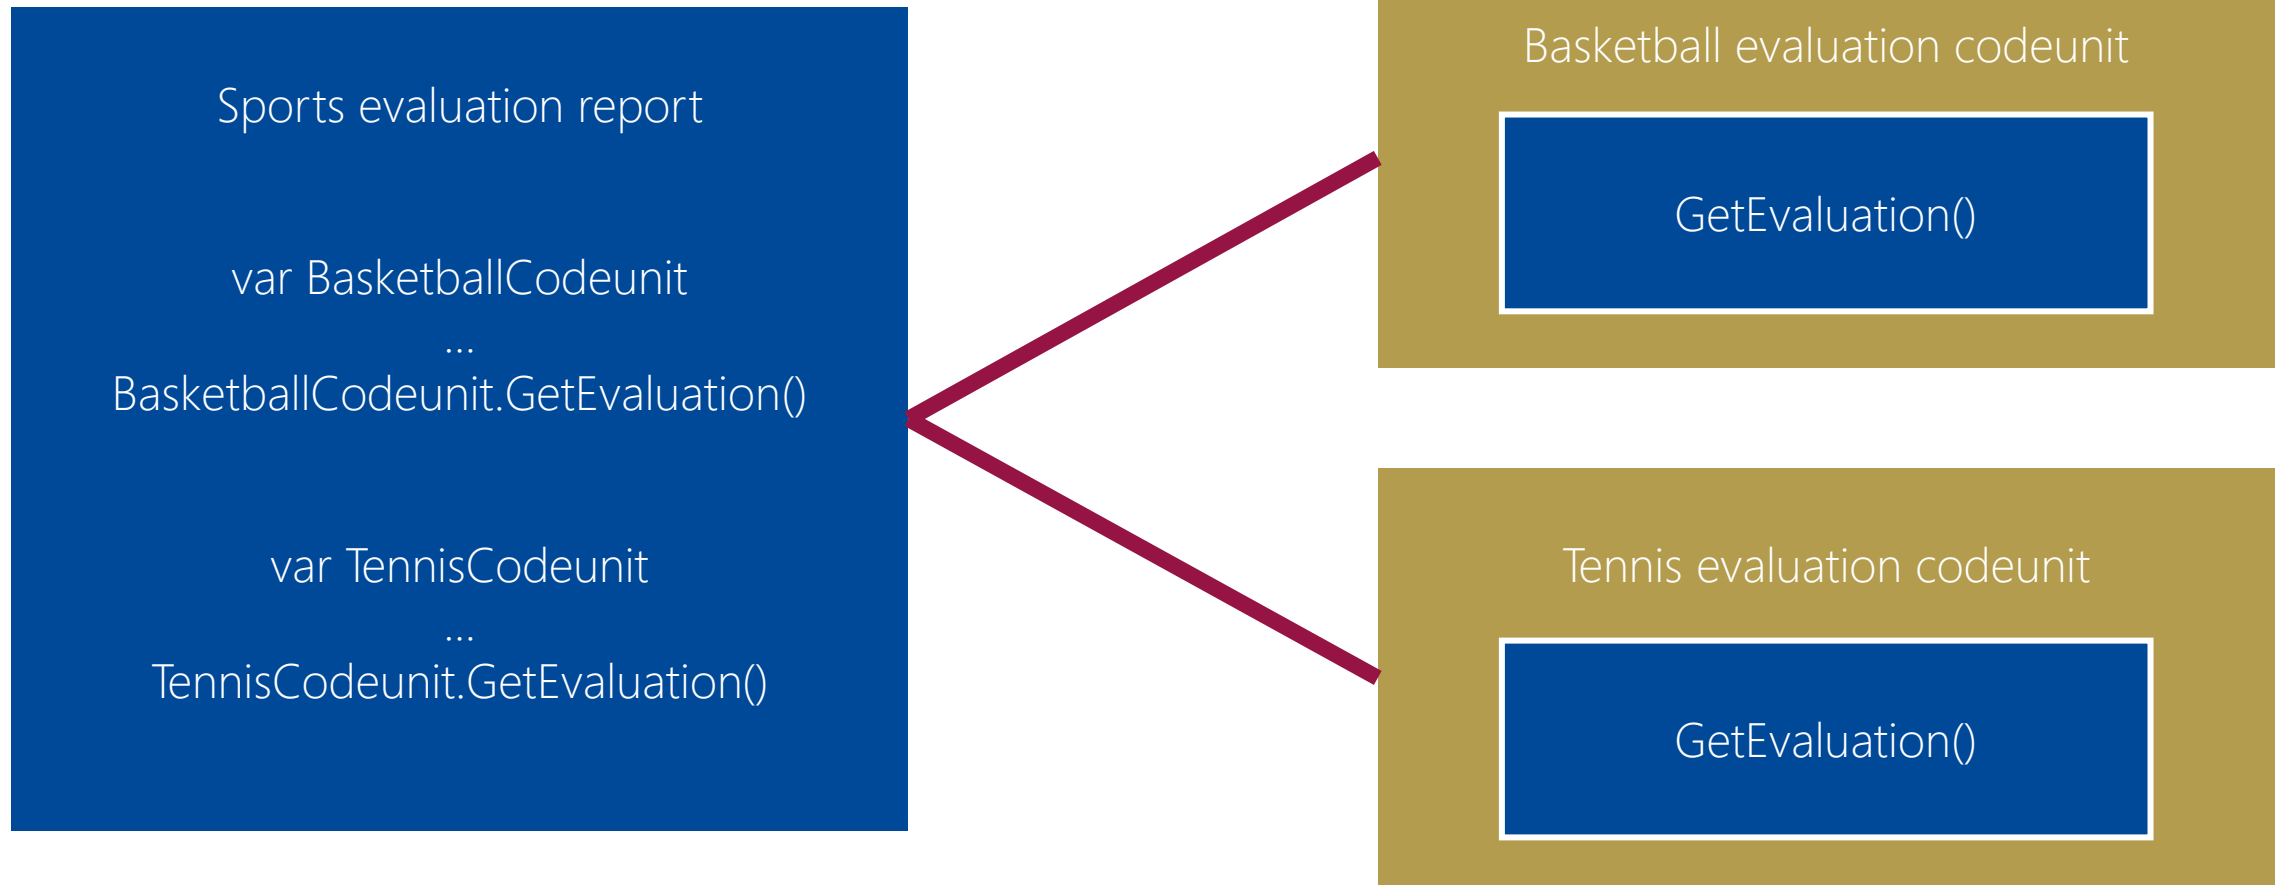 Sports evaluation report
var BasketballCodeunit
...
BasketballCodeunit.GetEvaluation()
var TennisCodeunit
...
TennisCodeunit.GetEvaluation()
Basketball evaluation codeunit
GetEvaluation()
Tennis evaluation codeunit
GetEvaluation()